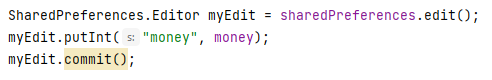 SharedPreferences.Editor myEdit = sharedPreferences.edit();
myEdit.putInt( s: "money", money);
myEdit.commit();